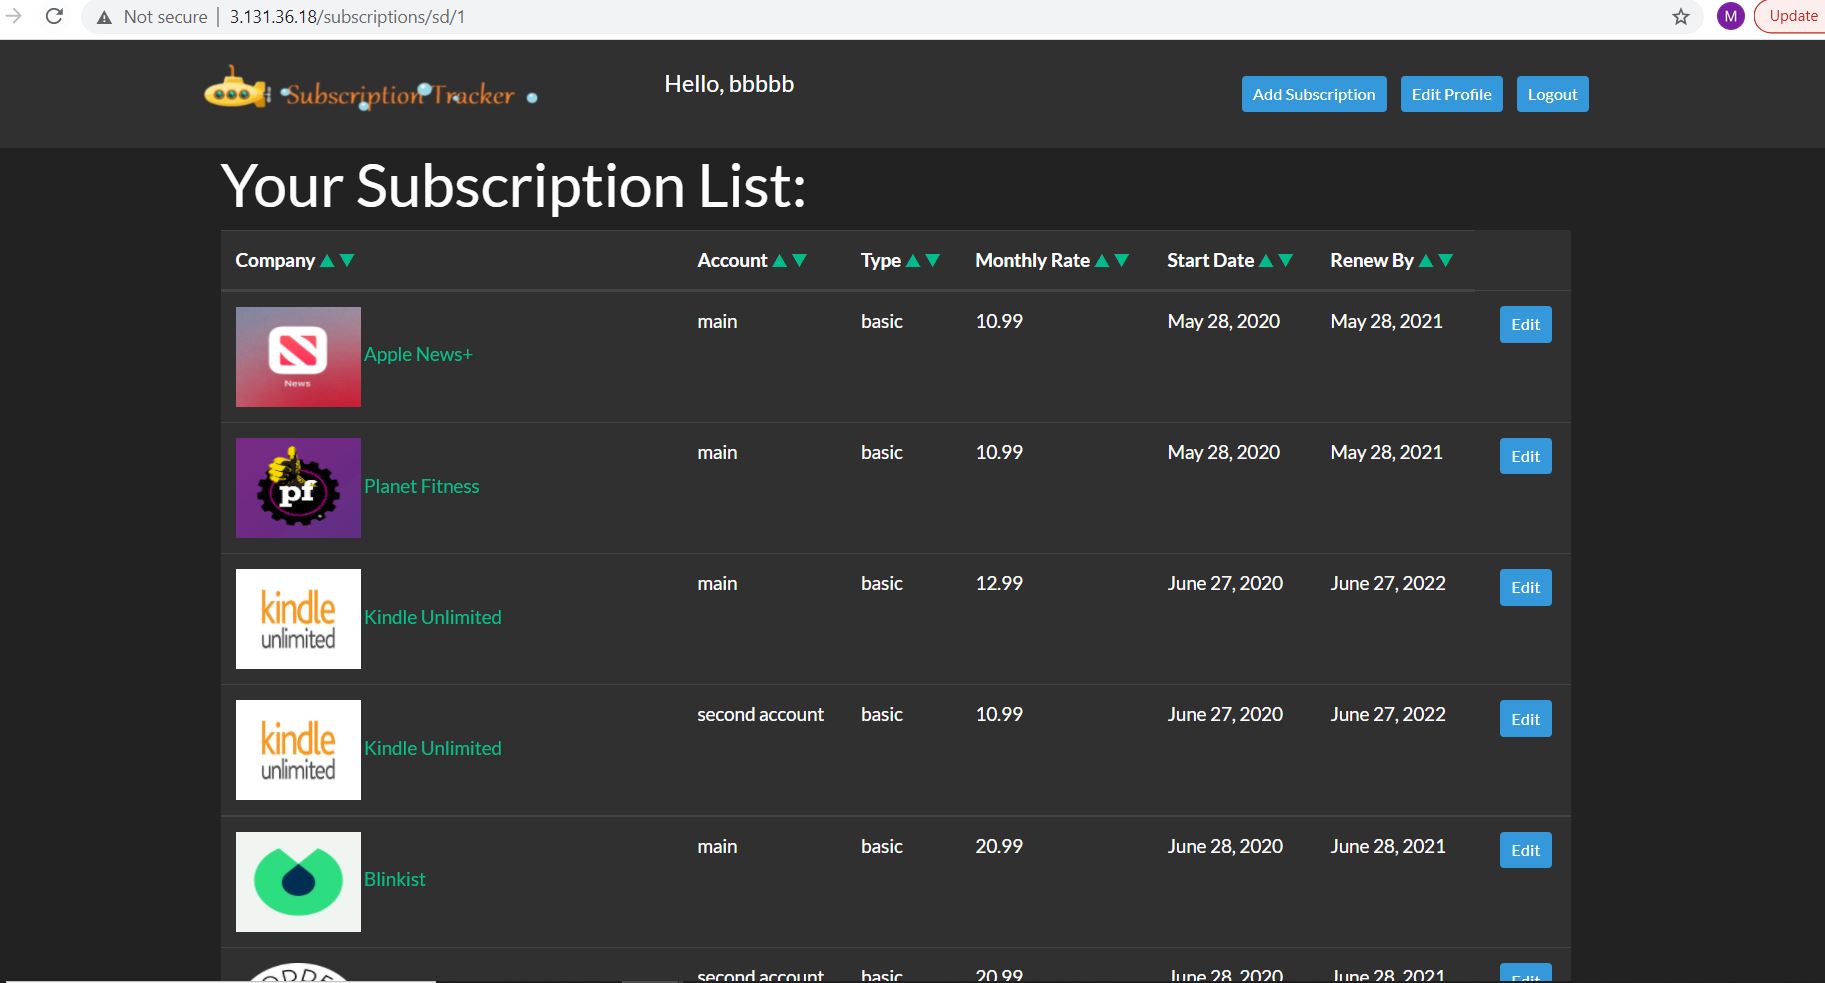 Not secure | 3.131.36.18/subscriptions/sd/1
M
Update
Subscription Tracker
Hello, bbbbb
Add Subscription Edit Profile Logout
Your Subscription List:
Company ▲▼ Account ▲▼ Type ▲▼ Monthly Rate ▲▼ Start Date ▲▼ Renew By ▲▼
News
Apple News+ main basic 10.99 May 28, 2020 May 28, 2021 Edit
pf
Planet Fitness main basic 10.99 May 28, 2020 May 28, 2021 Edit
kindle
unlimited
Kindle Unlimited main basic 12.99 June 27, 2020 June 27, 2022 Edit
kindle
unlimited
Kindle Unlimited second account basic 10.99 June 27, 2020 June 27, 2022 Edit
Blinkist main basic 20.99 June 28, 2020 June 28, 2021 Edit
second account basic 20.99 June 28, 2020 June 28, 2021 Edit